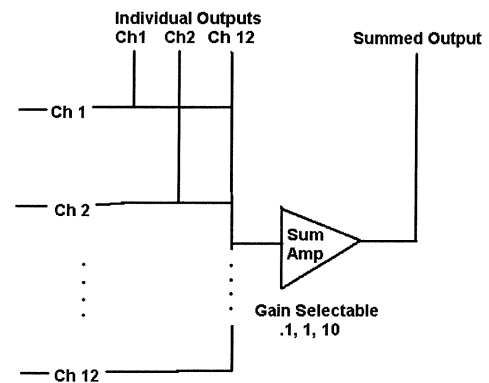 Individual Outputs
Ch1 Ch2 Ch 12
Summed Output
Ch 1
Ch 2
Sum
Amp
Gain Selectable
.1, 1, 10
Ch 12